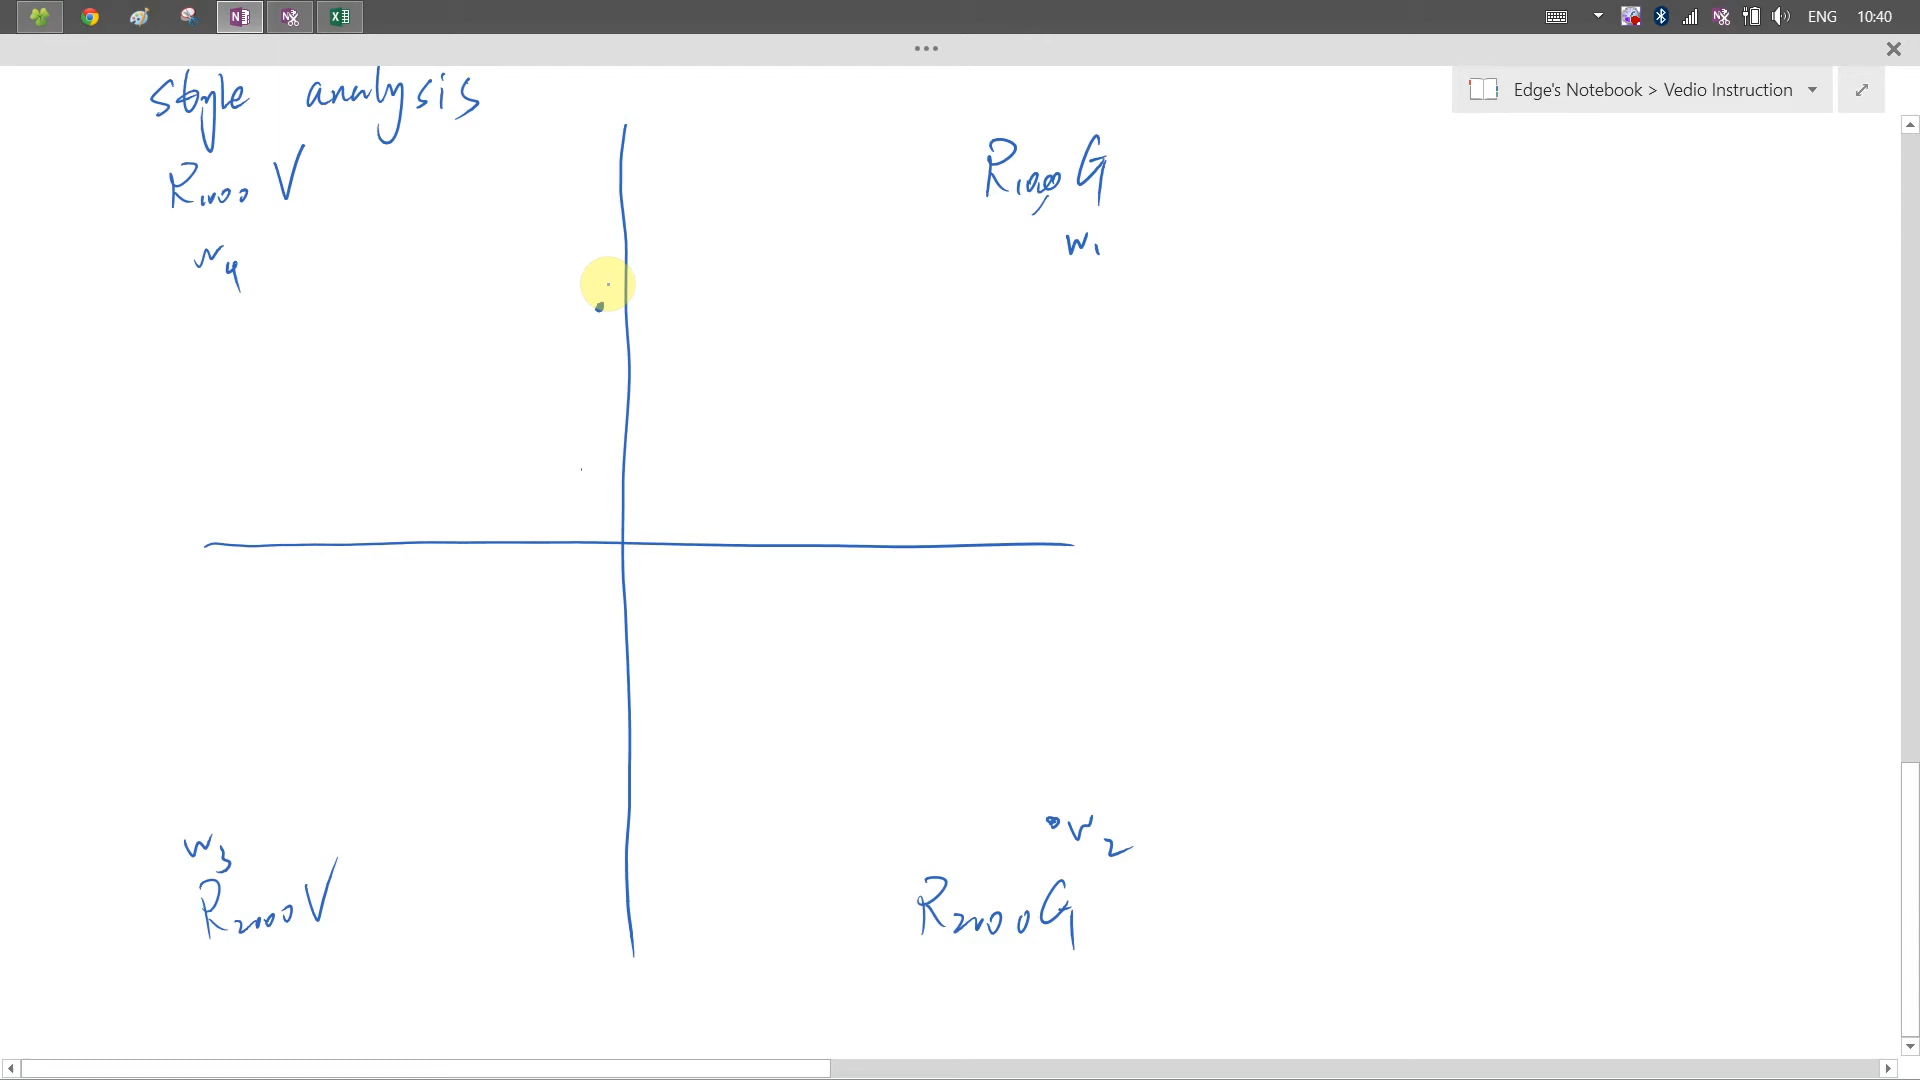 ENG 10:40
Edge's Notebook > Vedio Instruction
style analysis
R1000 V
R1000 G
W4
W1
W3
W2
R2000 V
R2000 G